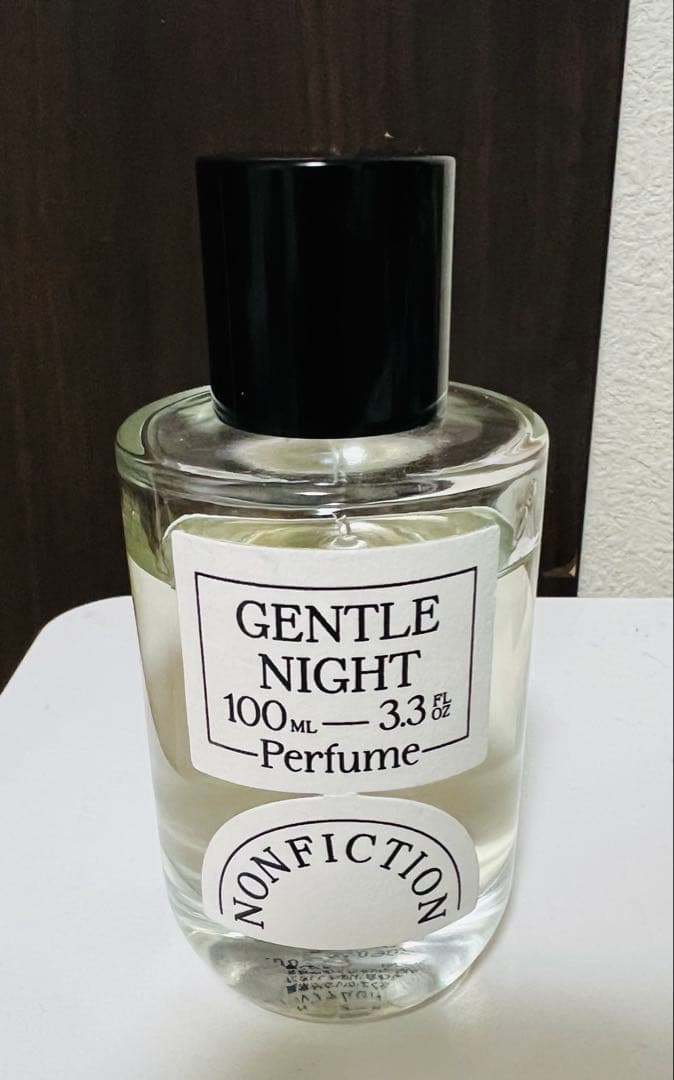 GENTLE
NIGHT
100 ML — 3.3 FL OZ
Perfume
NONFICTION